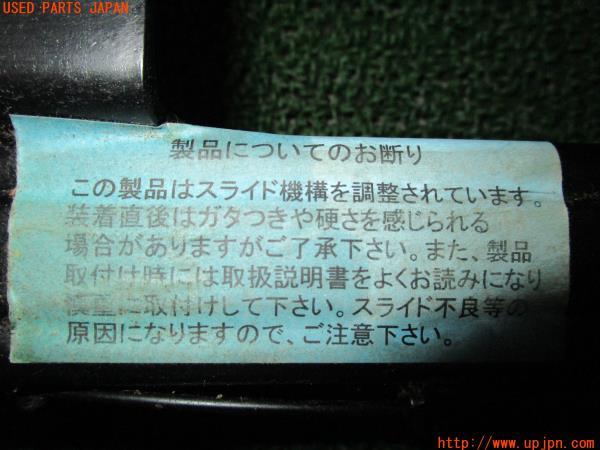 USED PARTS JAPAN
製品についてのお断り
この製品はスライド機構を調整されています。
装着直後はガタつきや硬さを感じられる
場合がありますがご了承下さい。また、製品
取付け時には取扱説明書をよくお読みになり
慎重に取付けして下さい。スライド不良等の
原因になりますので、ご注意下さい。
http://www.upjpn.com/